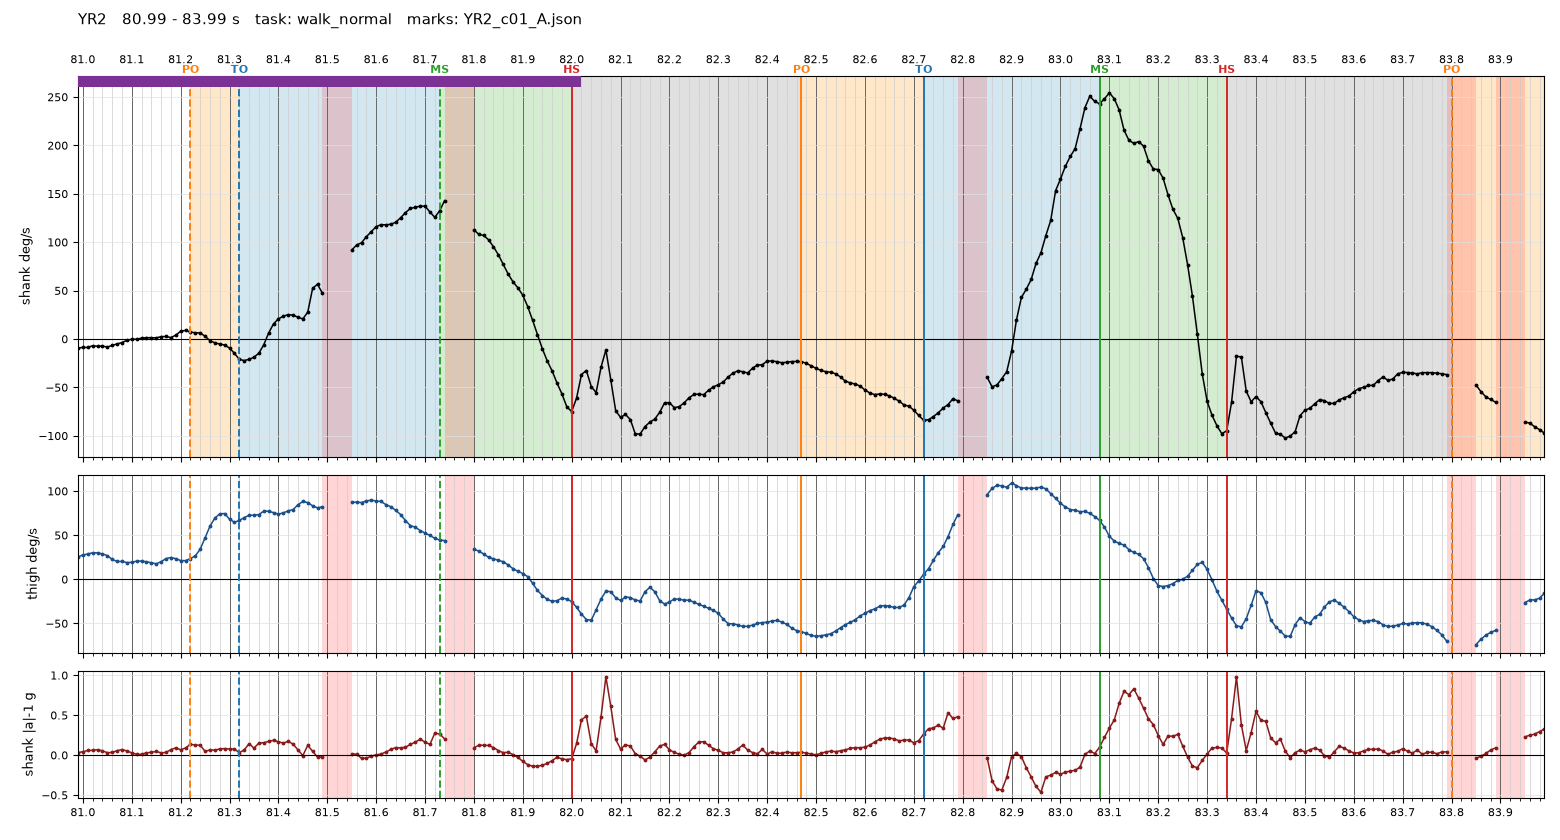 YR2   80.99 - 83.99 s   task: walk_normal   marks: YR2_c01_A.json
81.0 81.1 81.2 81.3 81.4 81.5 81.6 81.7 81.8 81.9 82.0 82.1 82.2 82.3 82.4 82.5 82.6 82.7 82.8 82.9 83.0 83.1 83.2 83.3 83.4 83.5 83.6 83.7 83.8 83.9
PO TO MS HS PO TO MS HS PO
shank deg/s
250
200
150
100
50
0
−50
−100
thigh deg/s
100
50
0
−50
shank |a|-1 g
1.0
0.5
0.0
−0.5
81.0 81.1 81.2 81.3 81.4 81.5 81.6 81.7 81.8 81.9 82.0 82.1 82.2 82.3 82.4 82.5 82.6 82.7 82.8 82.9 83.0 83.1 83.2 83.3 83.4 83.5 83.6 83.7 83.8 83.9